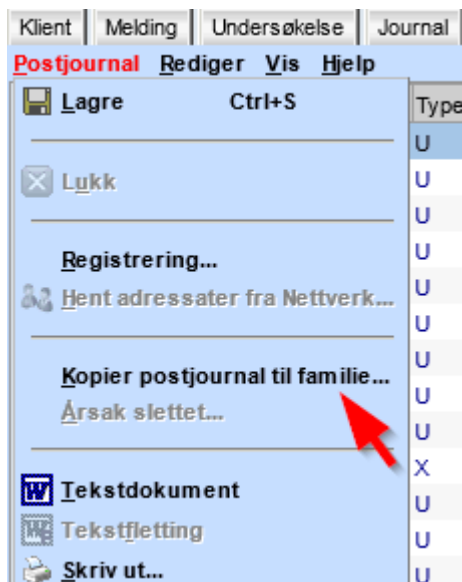 Klient Melding Undersøkelse Journal
Postjournal Rediger Vis Hjelp
Lagre Ctrl+S
Type
U
Lukk
U
U
Registrering...
U
Hent adressater fra Nettverk...
U
U
Kopier postjournal til familie...
U
Årsak slettet...
U
U
X
Tekstdokument
U
Tekstfletting
U
Skriv ut...
U